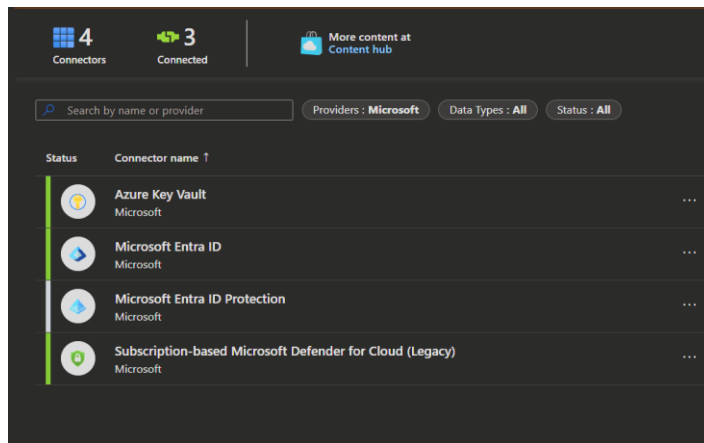 4
Connectors
3
Connected
More content at
Content hub
Search by name or provider
Providers : Microsoft
Data Types : All
Status : All
Status
Connector name ↑
Azure Key Vault
Microsoft
Microsoft Entra ID
Microsoft
Microsoft Entra ID Protection
Microsoft
Subscription-based Microsoft Defender for Cloud (Legacy)
Microsoft